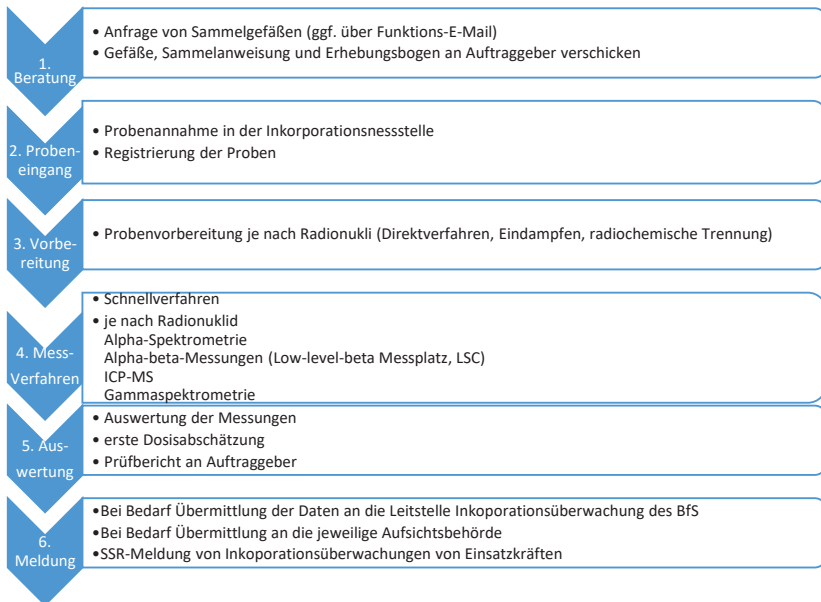 1.
Beratung
• Anfrage von Sammelgefäßen (ggf. über Funktions-E-Mail)
• Gefäße, Sammelanweisung und Erhebungsbogen an Auftraggeber verschicken
2. Proben-
eingang
• Probenannahme in der Inkorporationsnessstelle
• Registrierung der Proben
3. Vorbe-
reitung
• Probenvorbereitung je nach Radionukli (Direktverfahren, Eindampfen, radiochemische Trennung)
4. Mess-
Verfahren
• Schnellverfahren
• je nach Radionuklid
Alpha-Spektrometrie
Alpha-beta-Messungen (Low-level-beta Messplatz, LSC)
ICP-MS
Gammaspektrometrie
5. Aus-
wertung
• Auswertung der Messungen
• erste Dosisabschätzung
• Prüfbericht an Auftraggeber
6.
Meldung
•Bei Bedarf Übermittlung der Daten an die Leitstelle Inkoporationsüberwachung des BfS
•Bei Bedarf Übermittlung an die jeweilige Aufsichtsbehörde
•SSR-Meldung von Inkoporationsüberwachungen von Einsatzkräften